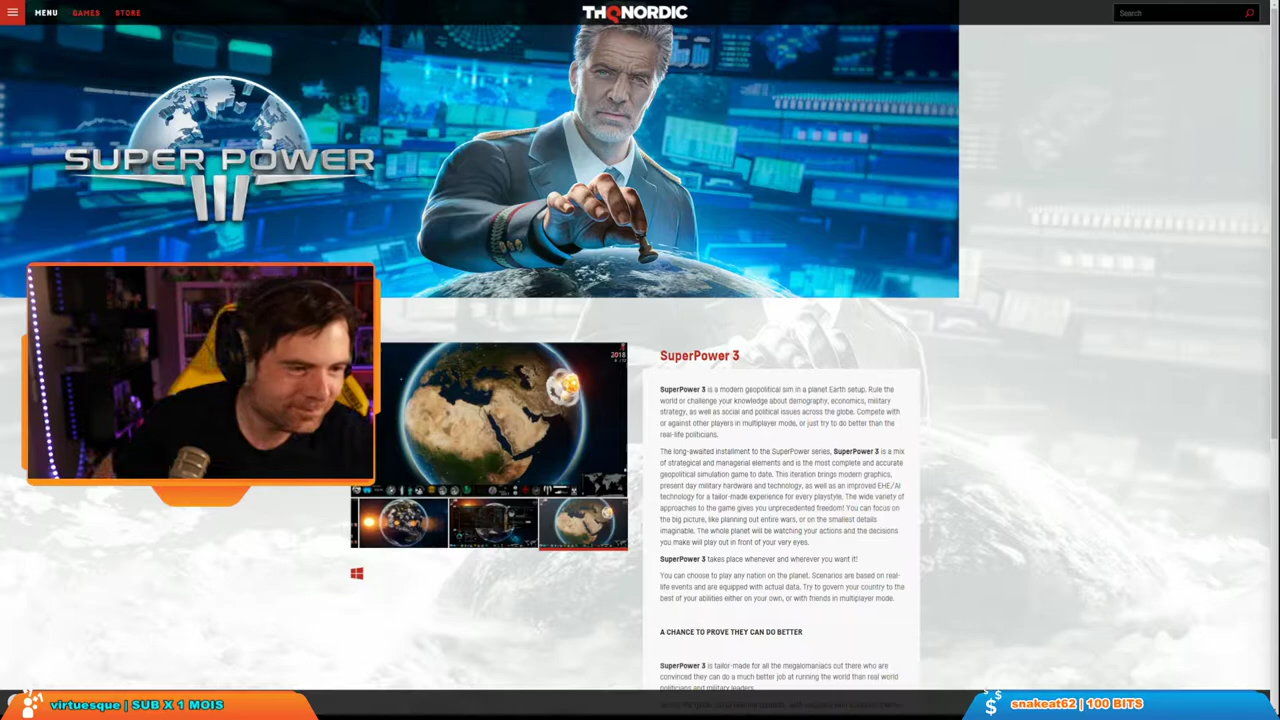 MENU GAMES STORE
THQNORDIC
Search
SUPER POWER
III
2018
SuperPower 3
SuperPower 3 is a modern geopolitical sim in a planet Earth setup. Rule the
world or challenge your knowledge about demography, economics, military
strategy, as well as social and political issues across the globe. Compete with
or against other players in multiplayer mode, or just try to do better than the
real-life politicians.
The long-awaited installment to the SuperPower series, SuperPower 3 is a mix
of strategical and managerial elements and is the most complete and accurate
geopolitical simulation game to date. This iteration brings modern graphics,
present day military hardware and technology, as well as an improved EHE/AI
technology for a tailor-made experience for every playstyle. The wide variety of
approaches to the game gives you unprecedented freedom! You can focus on
the big picture, like planning out entire wars, or on the smallest details
imaginable. The whole planet will be watching your actions and the decisions
you make will play out in front of your very eyes.
SuperPower 3 takes place whenever and wherever you want it!
You can choose to play any nation on the planet. Scenarios are based on real-
life events and are equipped with actual data. Try to govern your country to the
best of your abilities either on your own, or with friends in multiplayer mode.
A CHANCE TO PROVE THEY CAN DO BETTER
SuperPower 3 is tailor-made for all the megalomaniacs out there who are
convinced they can do a much better job at running the world than real world
politicians and military leaders.
virtuesque | SUB X 1 MOIS
snakeat62 | 100 BITS